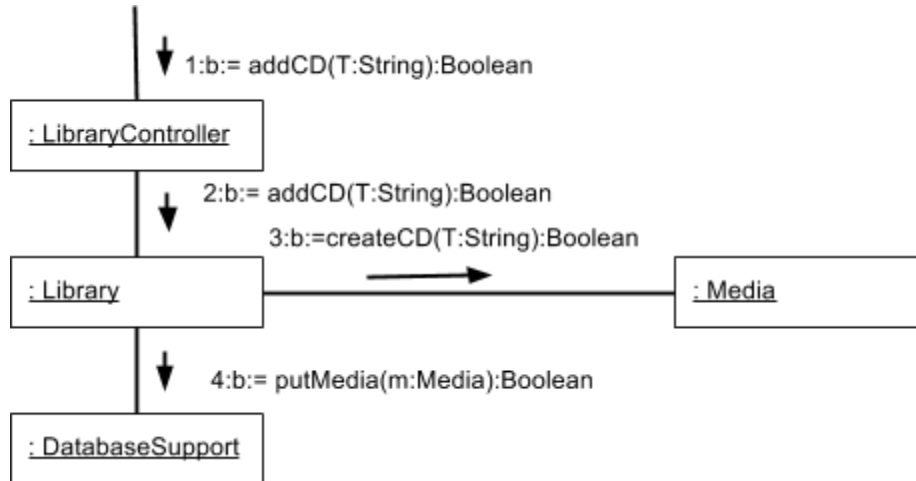 1:b:= addCD(T:String):Boolean
: LibraryController
2:b:= addCD(T:String):Boolean
3:b:=createCD(T:String):Boolean
: Library
: Media
4:b:= putMedia(m:Media):Boolean
: DatabaseSupport